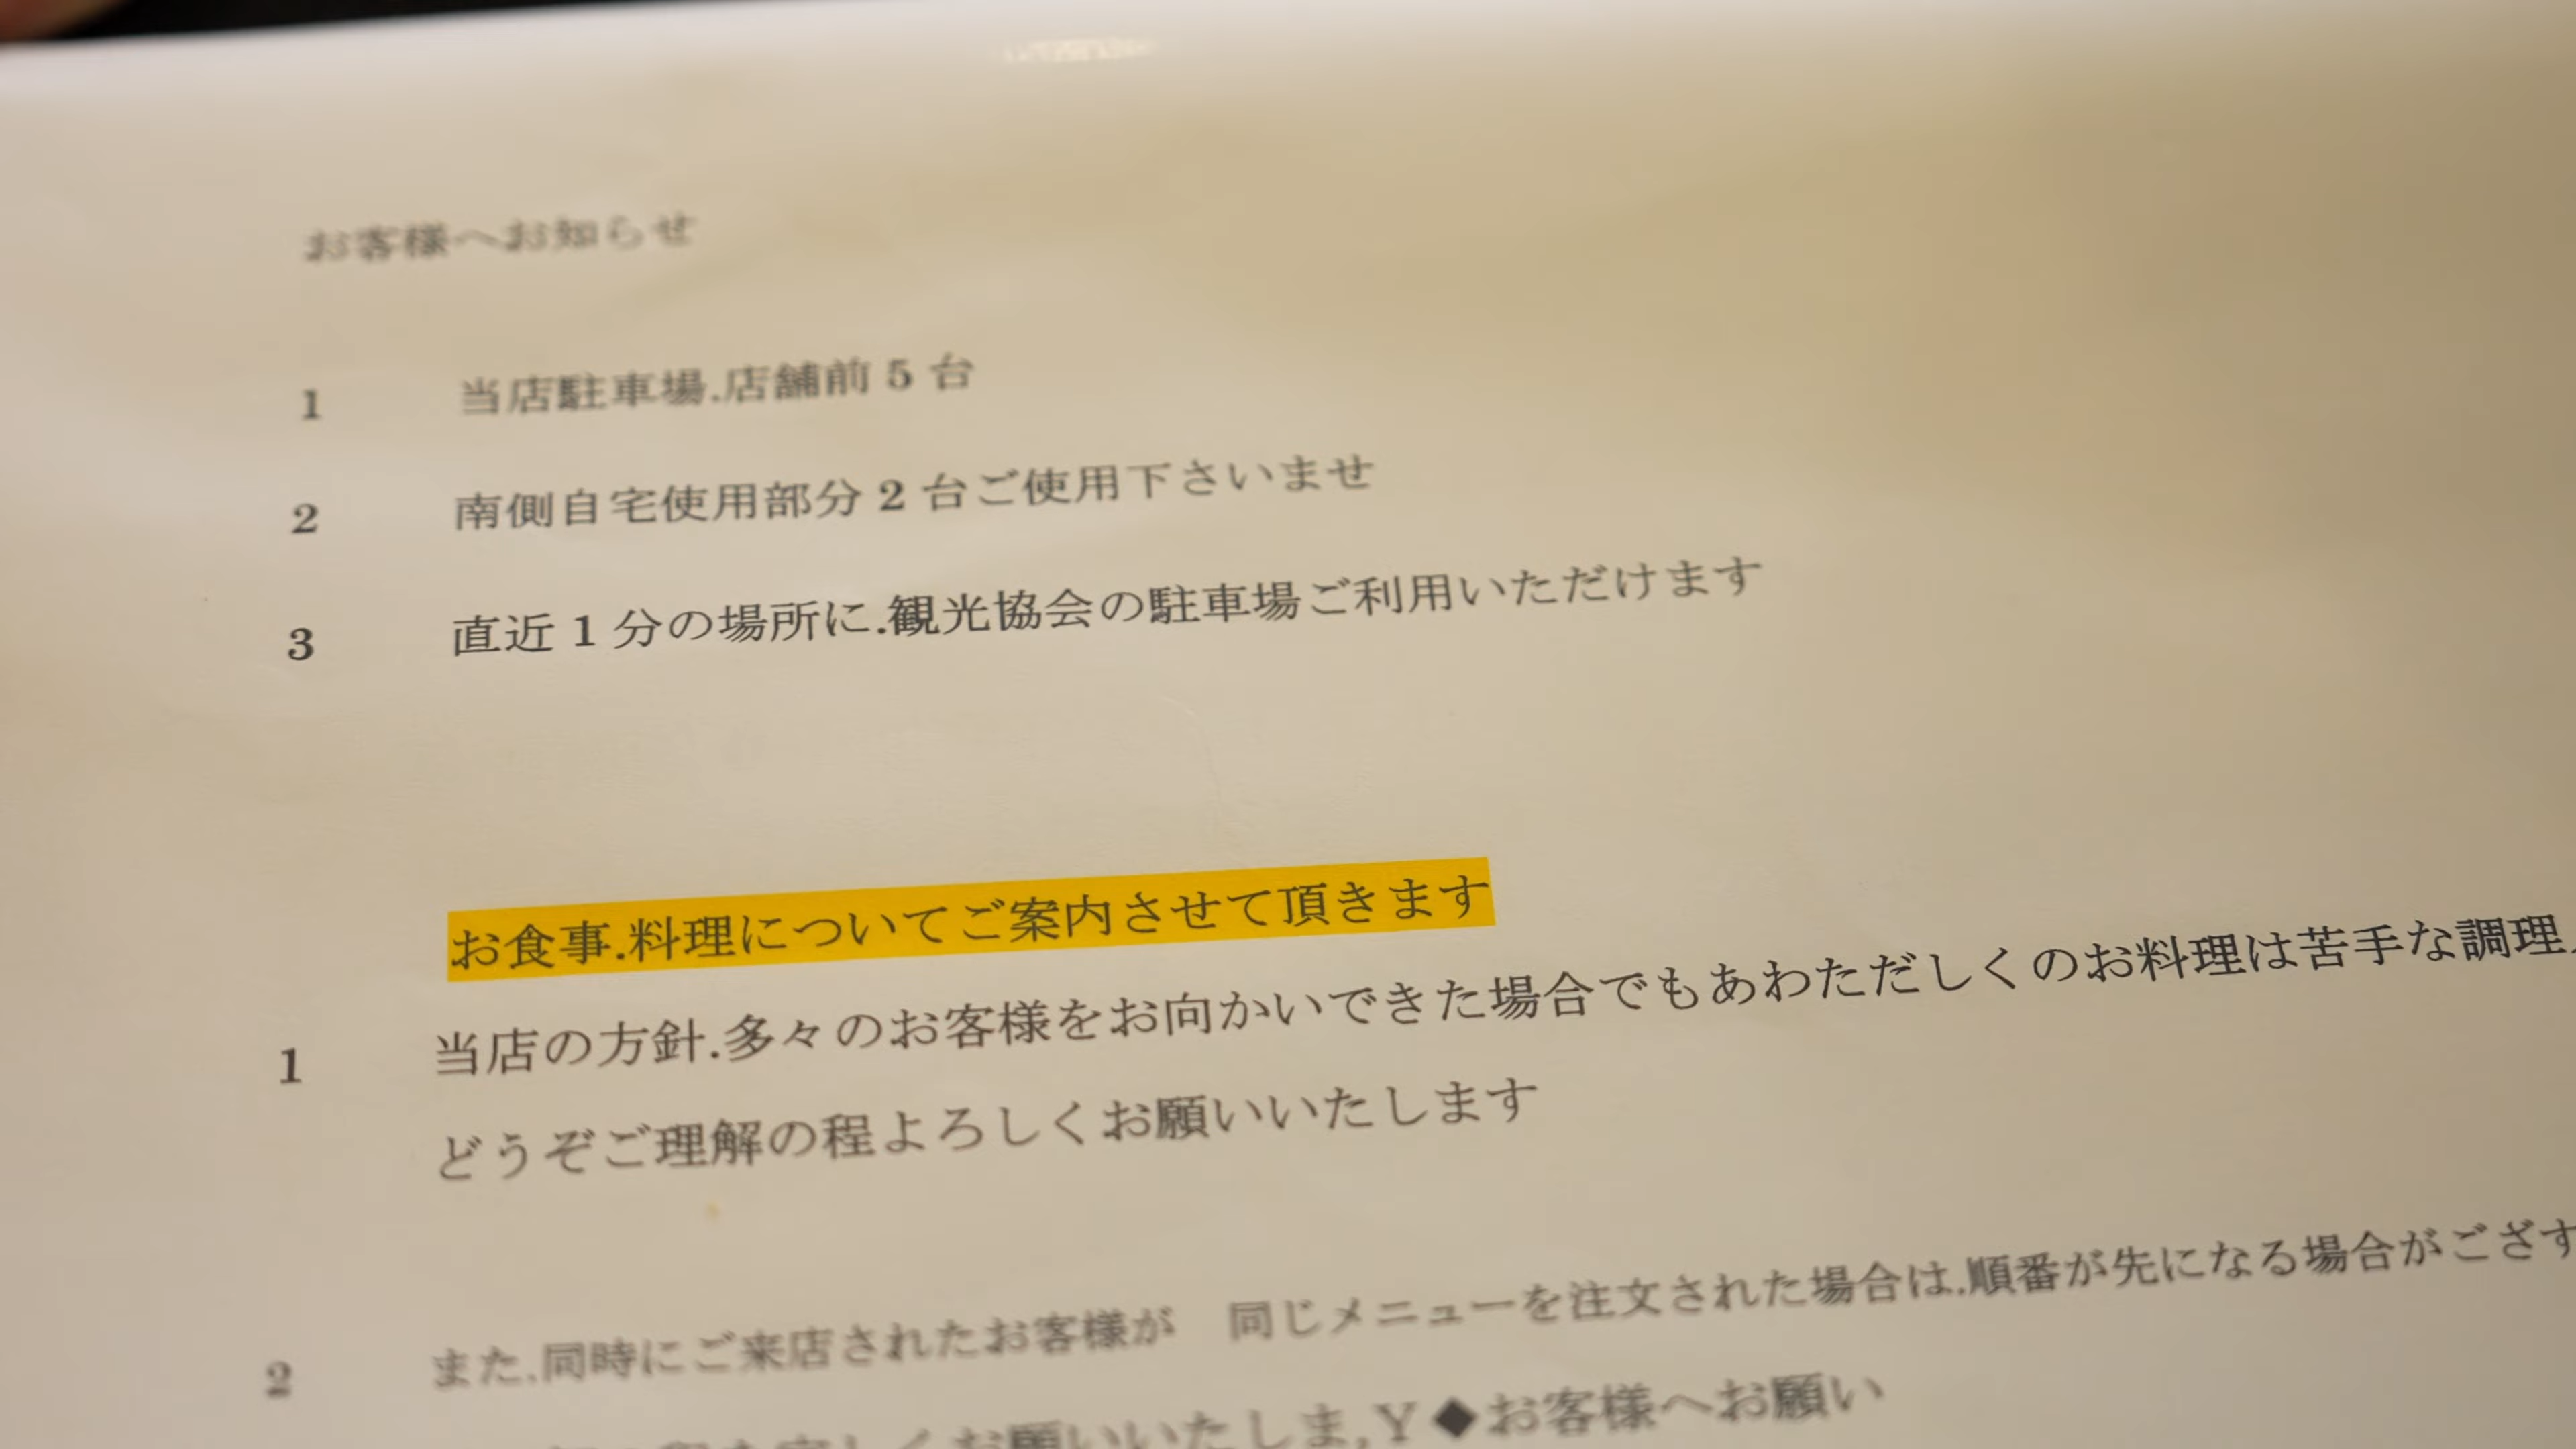 お客様へお知らせ
1 当店駐車場.店舗前 5 台
2 南側自宅使用部分 2 台ご使用下さいませ
3 直近 1 分の場所に.観光協会の駐車場ご利用いただけます
お食事.料理についてご案内させて頂きます
1 当店の方針.多々のお客様をお向かいできた場合でもあわただしくのお料理は苦手な調理
どうぞご理解の程よろしくお願いいたします
2 また.同時にご来店されたお客様が 同じメニューを注文された場合は.順番が先になる場合がござす
お願いいたしま,Y◆お客様へお願い